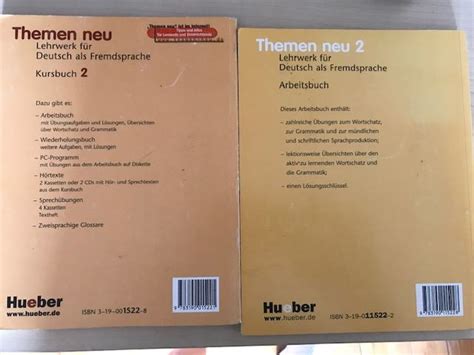 Themen neu
Lehrwerk für
Deutsch als Fremdsprache
Kursbuch 2
Themen neu! ist im Internet!
Dazu gibt es:
– Arbeitsbuch
mit Übungsaufgaben und Lösungen, Übersichten
über Wortschatz und Grammatik
– Wiederholungsbuch
weitere Aufgaben, mit Lösungen
– PC-Programm
mit Übungen aus dem Arbeitsbuch auf Diskette
– Hörtexte
2 Kassetten oder 2 CDs mit Hör- und Sprechtexten
aus dem Kursbuch
– Sprechübungen
4 Kassetten
Textheft
– Zweisprachige Glossare
Hueber
www.hueber.de
ISBN 3–19–001522–8
Themen neu 2
Lehrwerk für
Deutsch als Fremdsprache
Arbeitsbuch
Dieses Arbeitsbuch enthält:
– zahlreiche Übungen zum Wortschatz,
zur Grammatik und zur mündlichen
und schriftlichen Sprachproduktion;
– lektionsweise Übersichten über den
aktiv zu lernenden Wortschatz und
die Grammatik;
– einen Lösungsschlüssel.
Hueber
www.hueber.de
ISBN 3–19–011522–2